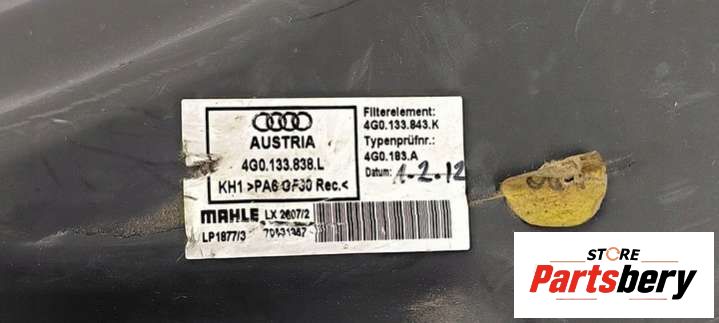 AUSTRIA
4G0.133.838.L
KH1 >PA6 GF30 Rec.<
MAHLE LX 2607/2
LP1877/3
Filterelement:
4G0.133.843.K
Typenprüfnr.:
4G0.183.A
Datum: 1.2.12
STORE
Partsbery